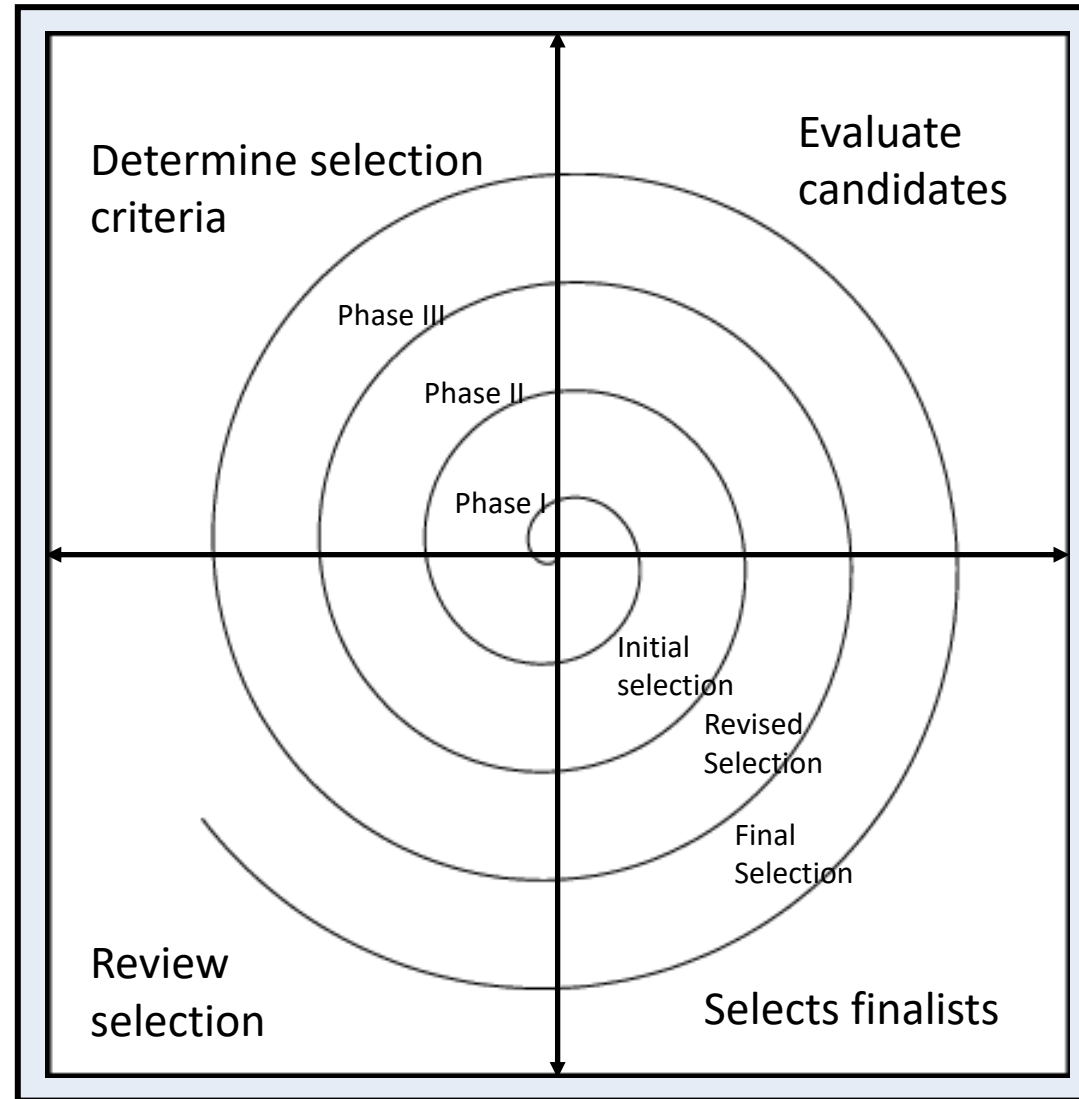 Determine selection
criteria
Evaluate
candidates
Phase III
Phase II
Phase I
Initial
selection
Revised
Selection
Final
Selection
Review
selection
Selects finalists